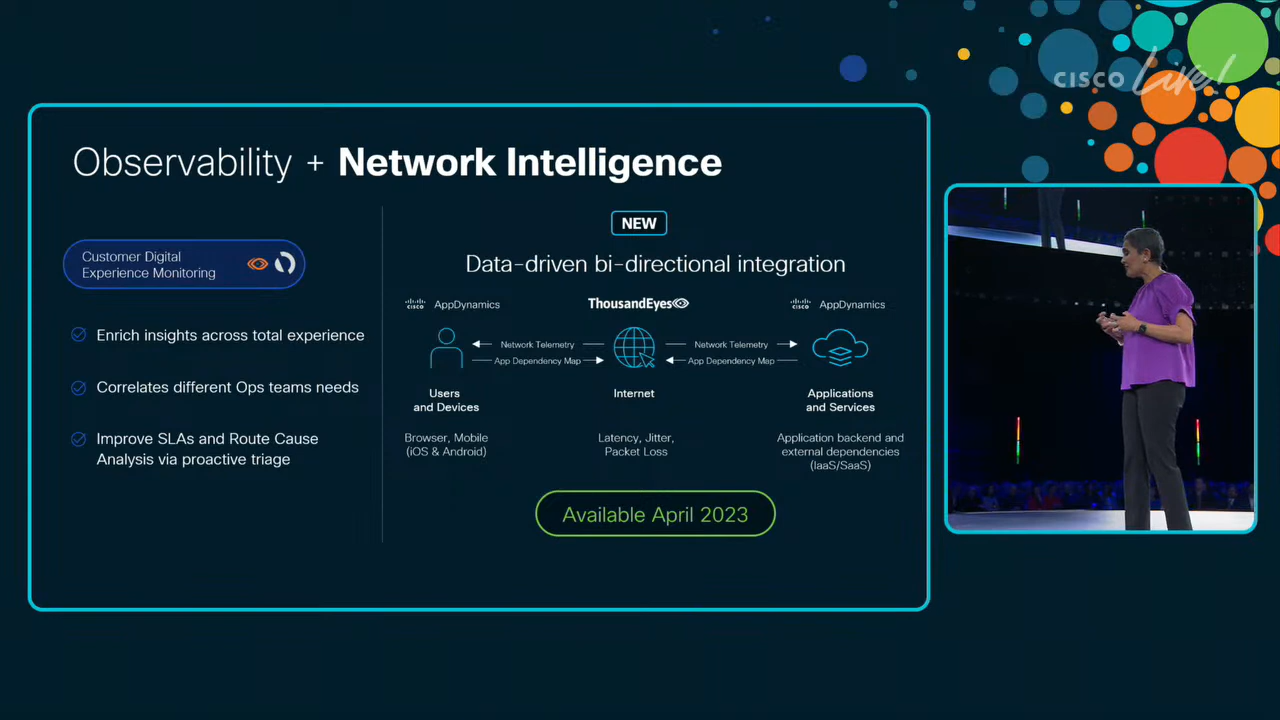 CISCO Live!
Observability + Network Intelligence
Customer Digital
Experience Monitoring
Enrich insights across total experience
Correlates different Ops teams needs
Improve SLAs and Route Cause
Analysis via proactive triage
NEW
Data-driven bi-directional integration
CISCO AppDynamics
ThousandEyes
CISCO AppDynamics
Network Telemetry
App Dependency Map
Network Telemetry
App Dependency Map
Users
and Devices
Internet
Applications
and Services
Browser, Mobile
(iOS & Android)
Latency, Jitter,
Packet Loss
Application backend and
external dependencies
(IaaS/SaaS)
Available April 2023